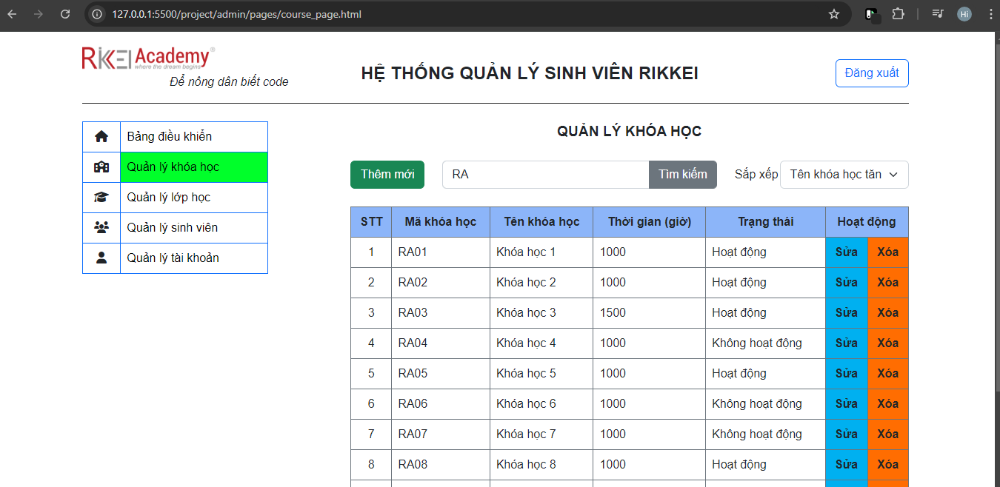 127.0.0.1:5500/project/admin/pages/course_page.html
Hi
RIKKEI Academy®
where the dream begins
Để nông dân biết code
HỆ THỐNG QUẢN LÝ SINH VIÊN RIKKEI
Đăng xuất
Bảng điều khiển
Quản lý khóa học
Quản lý lớp học
Quản lý sinh viên
Quản lý tài khoản
QUẢN LÝ KHÓA HỌC
Thêm mới RA Tìm kiếm Sắp xếp Tên khóa học tăn
STT Mã khóa học Tên khóa học Thời gian (giờ) Trạng thái Hoạt động
1 RA01 Khóa học 1 1000 Hoạt động Sửa Xóa
2 RA02 Khóa học 2 1000 Hoạt động Sửa Xóa
3 RA03 Khóa học 3 1500 Hoạt động Sửa Xóa
4 RA04 Khóa học 4 1000 Không hoạt động Sửa Xóa
5 RA05 Khóa học 5 1000 Hoạt động Sửa Xóa
6 RA06 Khóa học 6 1000 Không hoạt động Sửa Xóa
7 RA07 Khóa học 7 1000 Không hoạt động Sửa Xóa
8 RA08 Khóa học 8 1000 Hoạt động Sửa Xóa